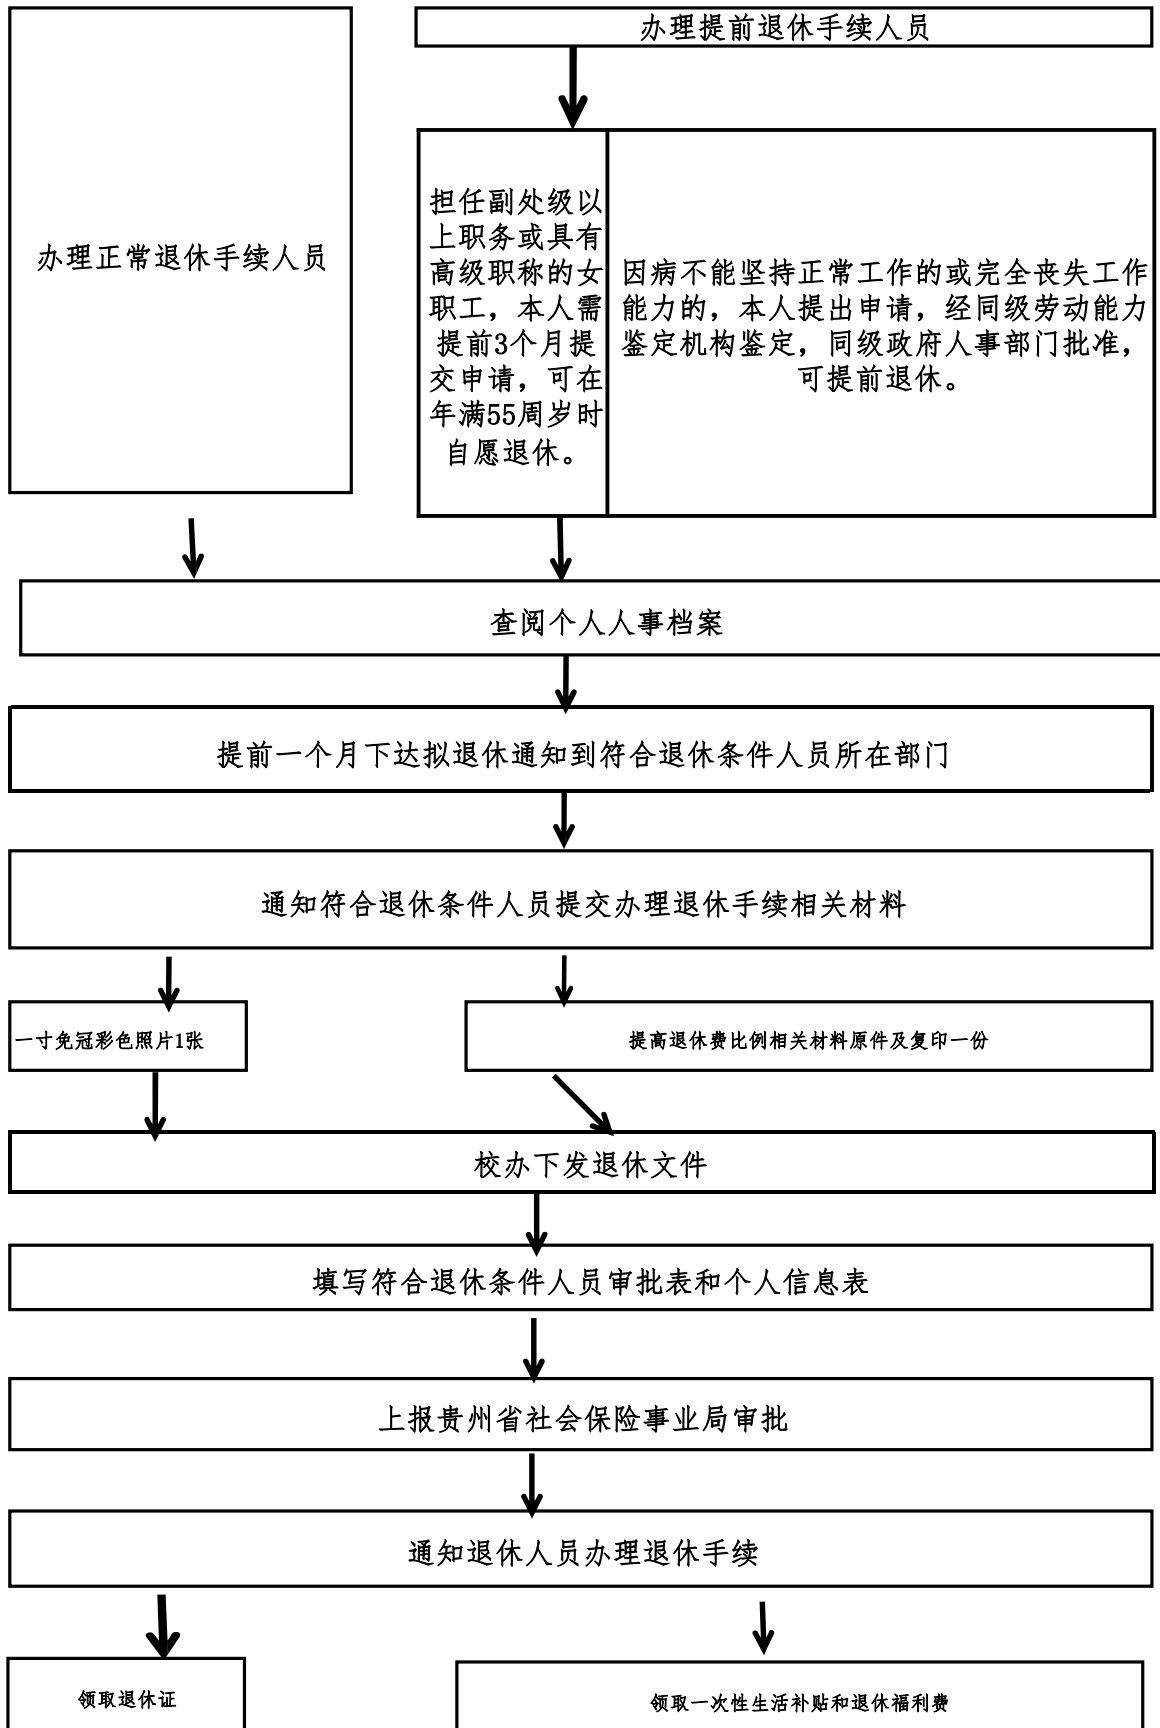 办理提前退休手续人员
办理正常退休手续人员
担任副处级以
上职务或具有
高级职称的女
职工，本人需
提前3个月提
交申请，可在
年满55周岁时
自愿退休。
因病不能坚持正常工作的或完全丧失工作
能力的，本人提出申请，经同级劳动能力
鉴定机构鉴定，同级政府人事部门批准，
可提前退休。
查阅个人人事档案
提前一个月下达拟退休通知到符合退休条件人员所在部门
通知符合退休条件人员提交办理退休手续相关材料
一寸免冠彩色照片1张
提高退休费比例相关材料原件及复印一份
校办下发退休文件
填写符合退休条件人员审批表和个人信息表
上报贵州省社会保险事业局审批
通知退休人员办理退休手续
领取退休证
领取一次性生活补贴和退休福利费